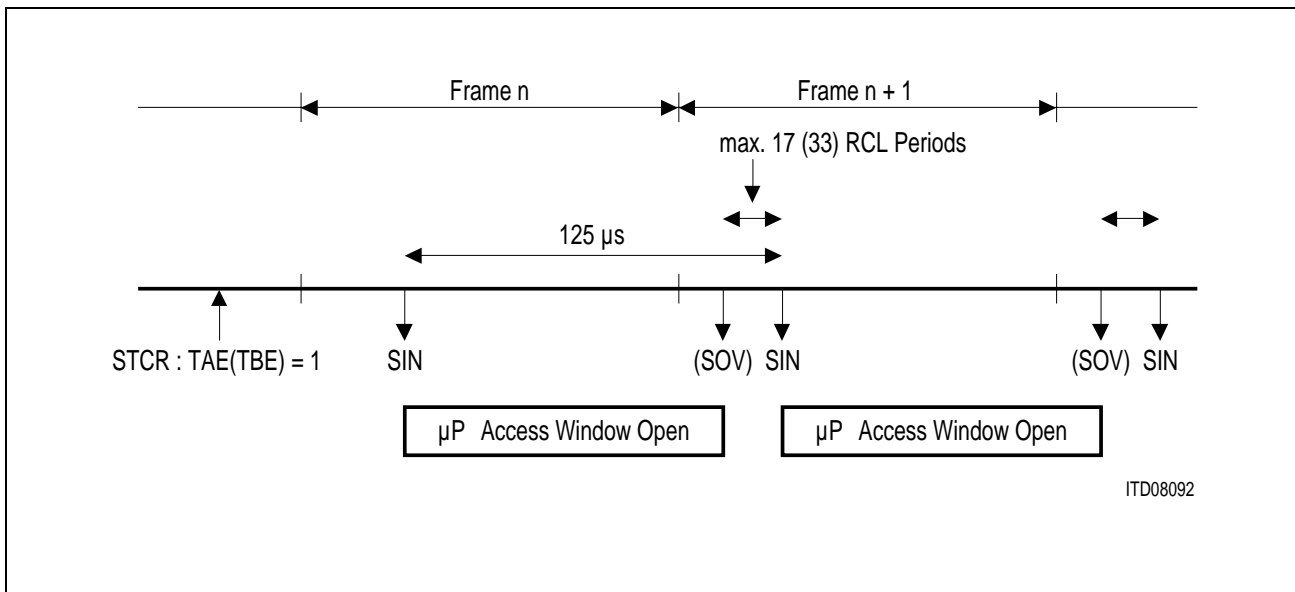 Frame n Frame n + 1
max. 17 (33) RCL Periods
125 µs
STCR : TAE(TBE) = 1 SIN (SOV) SIN (SOV) SIN
µP Access Window Open µP Access Window Open
ITD08092